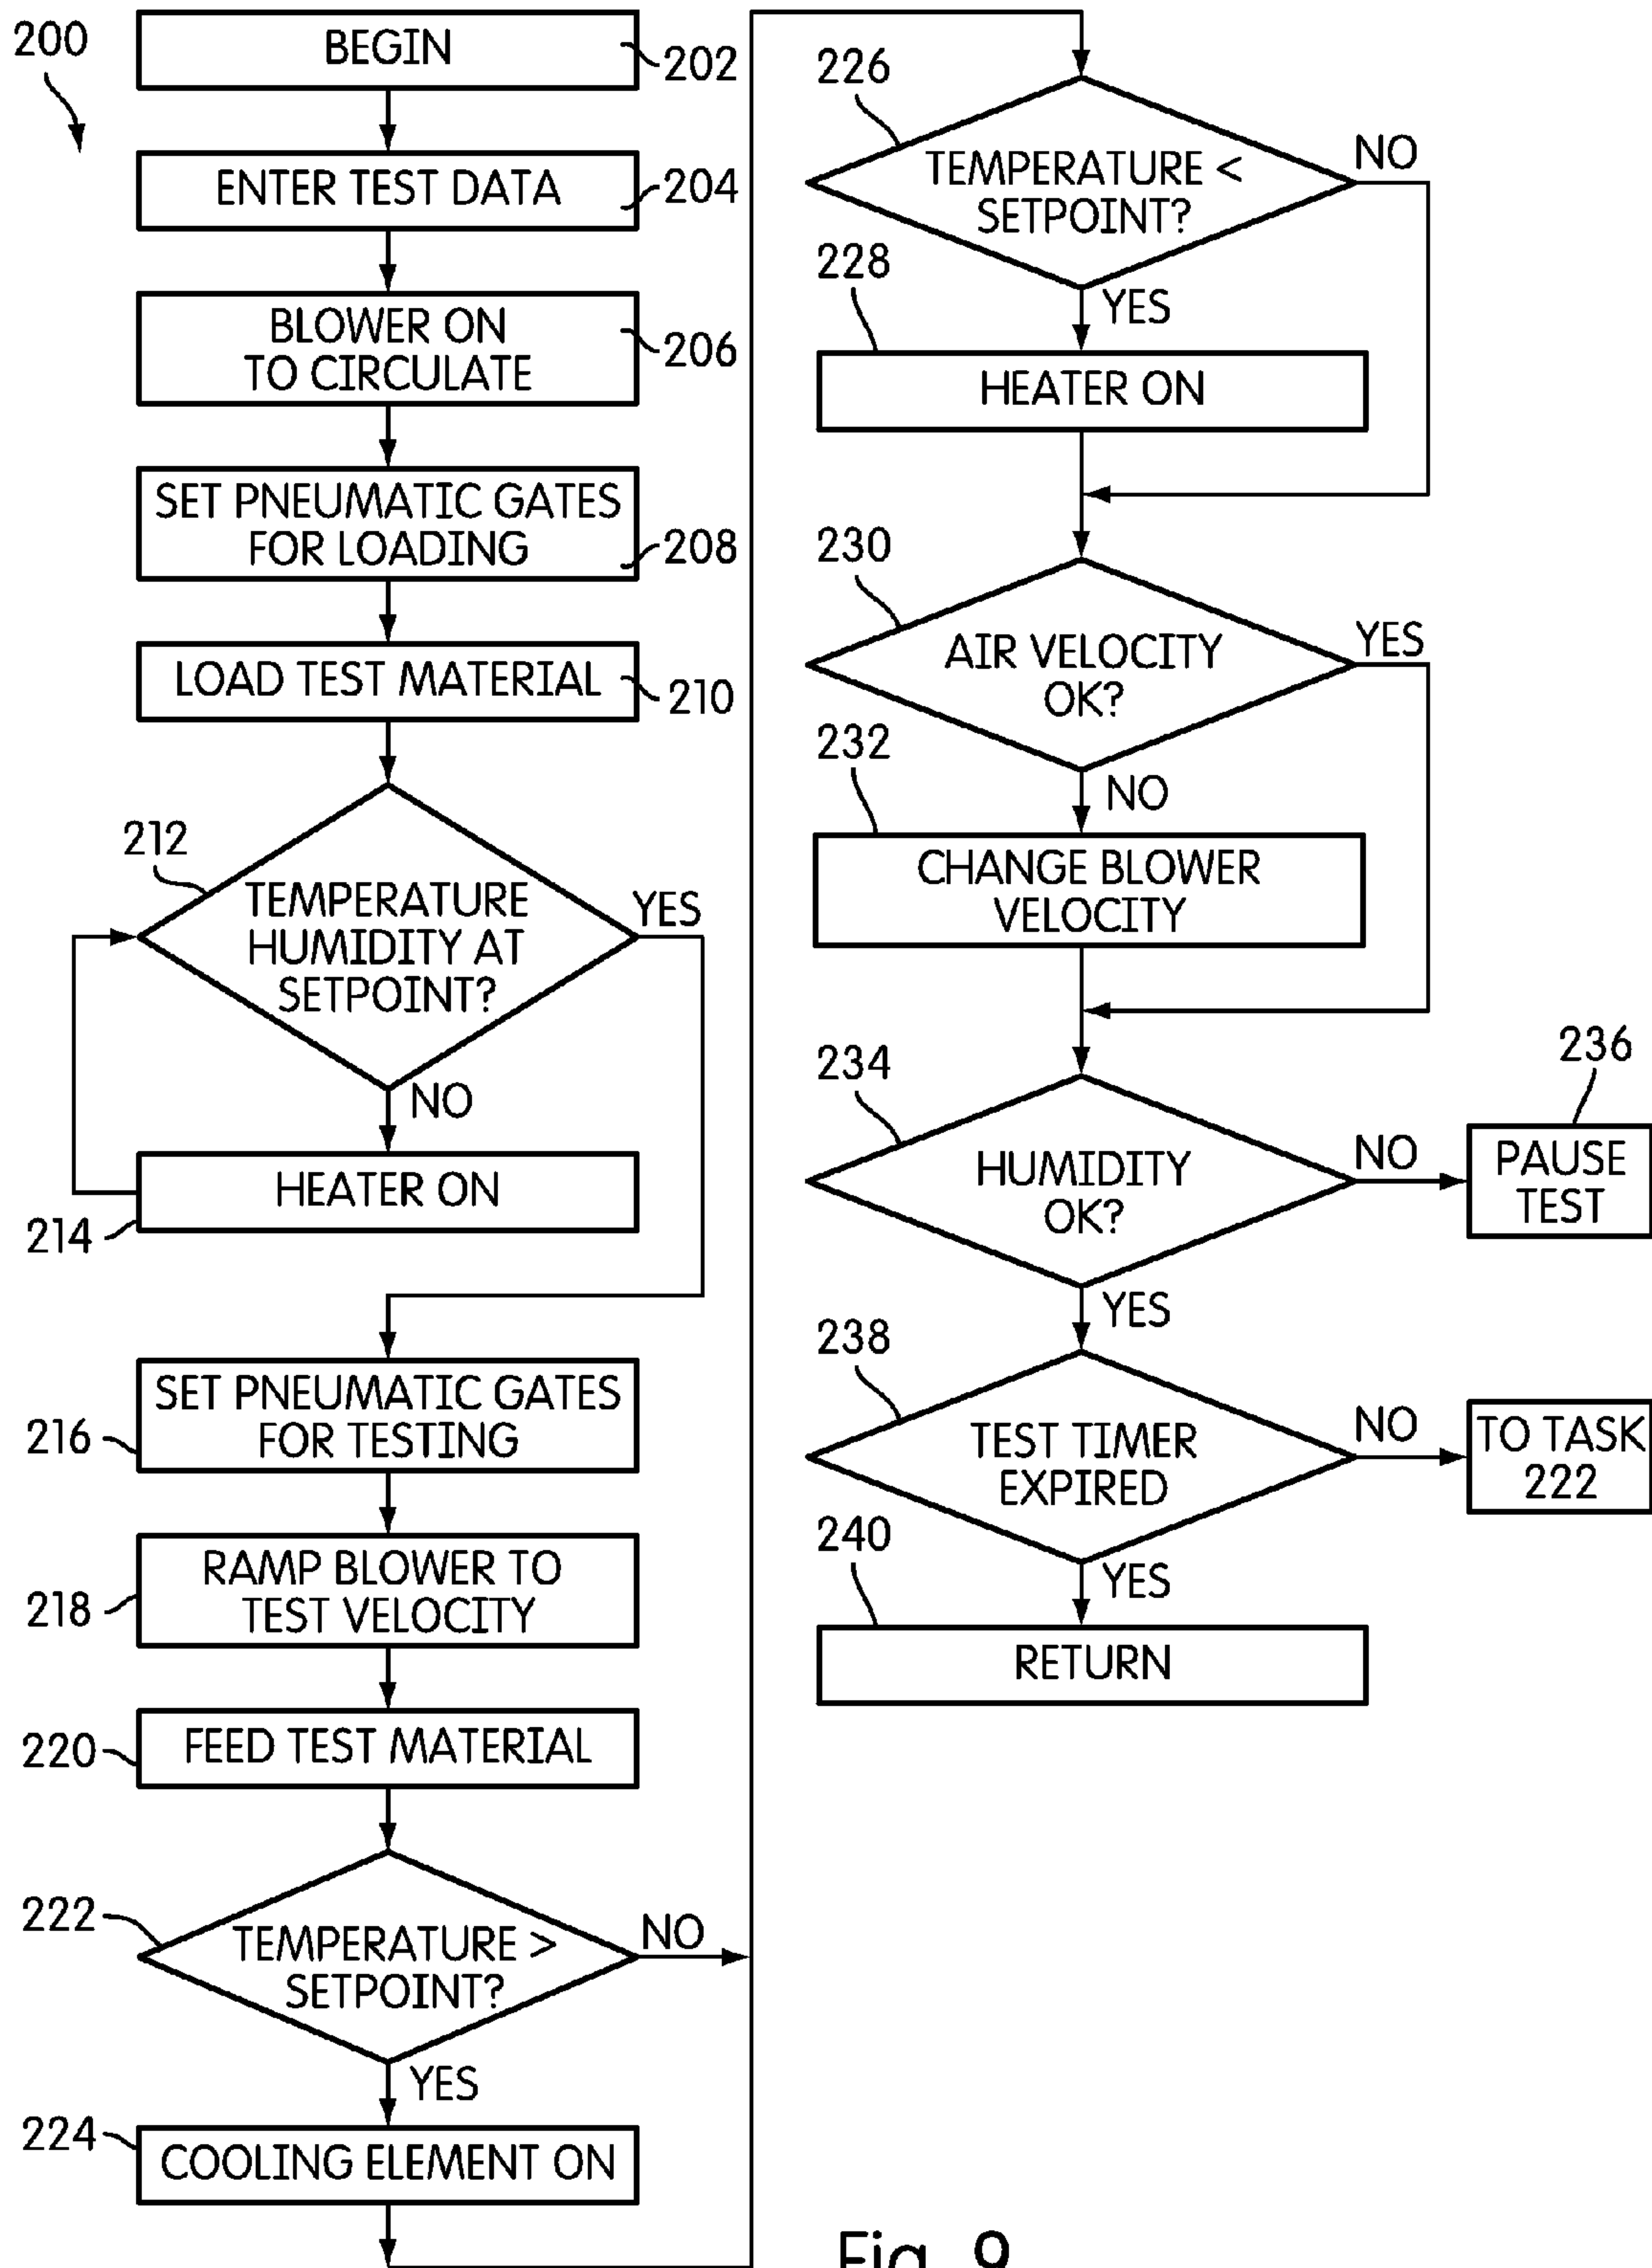 200
BEGIN
202
ENTER TEST DATA
204
BLOWER ON
TO CIRCULATE
206
SET PNEUMATIC GATES
FOR LOADING
208
LOAD TEST MATERIAL
210
212
TEMPERATURE
HUMIDITY AT
SETPOINT?
YES
NO
HEATER ON
214
SET PNEUMATIC GATES
FOR TESTING
216
RAMP BLOWER TO
TEST VELOCITY
218
FEED TEST MATERIAL
220
222
TEMPERATURE >
SETPOINT?
NO
YES
224
COOLING ELEMENT ON
226
TEMPERATURE <
SETPOINT?
NO
YES
228
HEATER ON
230
AIR VELOCITY
OK?
YES
NO
232
CHANGE BLOWER
VELOCITY
234
HUMIDITY
OK?
NO
236
PAUSE
TEST
YES
238
TEST TIMER
EXPIRED
NO
TO TASK
222
YES
240
RETURN
Fig. 9